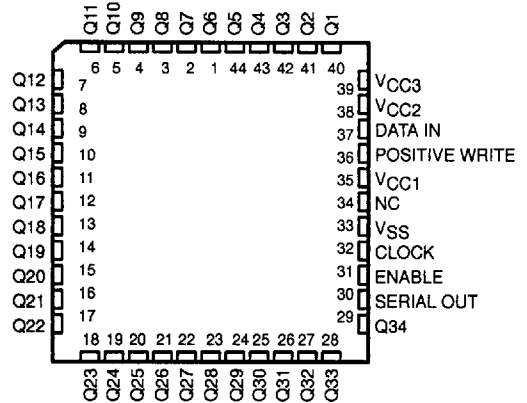 Q11 Q10 Q9 Q8 Q7 Q6 Q5 Q4 Q3 Q2 Q1
6 5 4 3 2 1 44 43 42 41 40
Q12 7 39 VCC3
Q13 8 38 VCC2
Q14 9 37 DATA IN
Q15 10 36 POSITIVE WRITE
Q16 11 35 VCC1
Q17 12 34 NC
Q18 13 33 VSS
Q19 14 32 CLOCK
Q20 15 31 ENABLE
Q21 16 30 SERIAL OUT
Q22 17 29 Q34
18 19 20 21 22 23 24 25 26 27 28
Q23 Q24 Q25 Q26 Q27 Q28 Q29 Q30 Q31 Q32 Q33